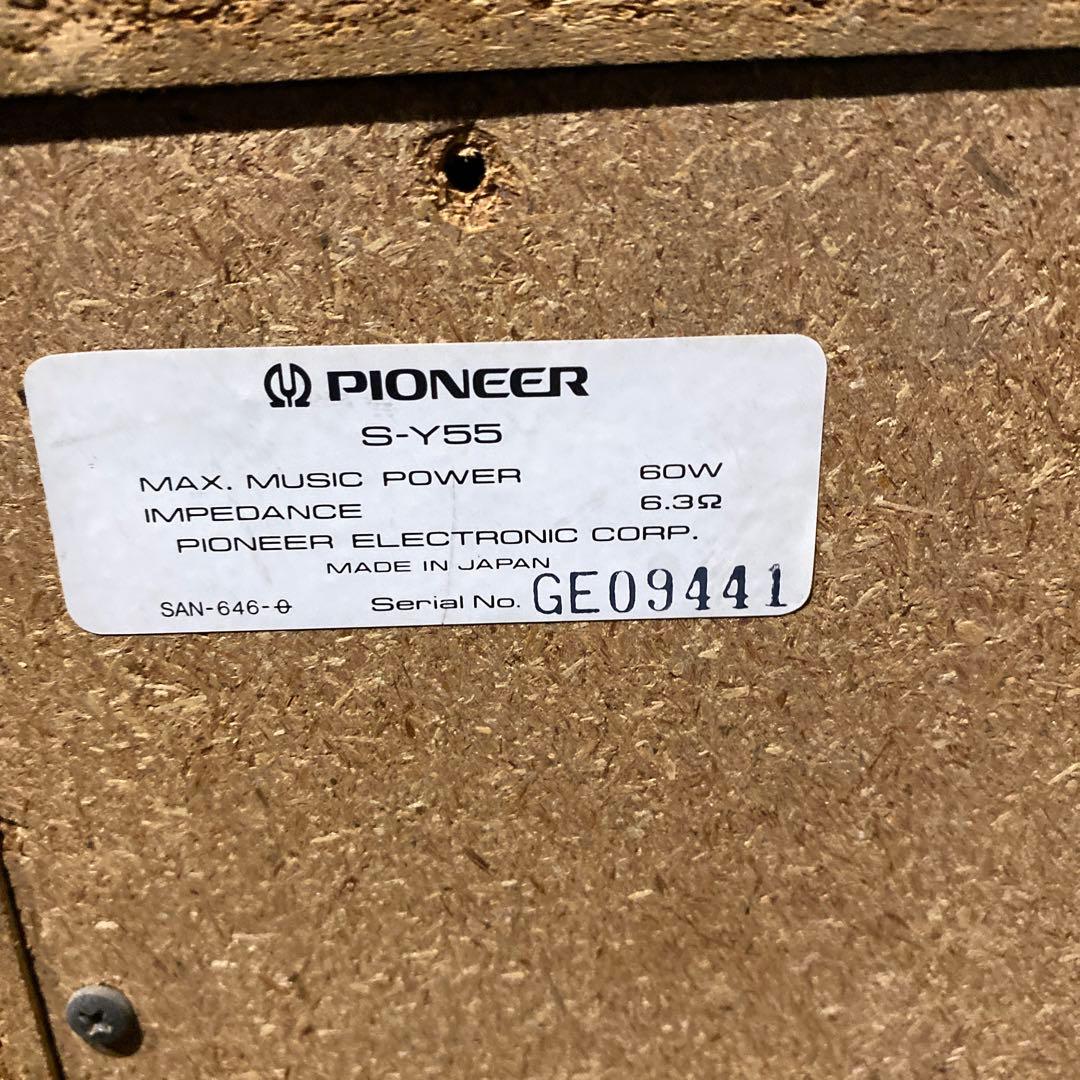 PIONEER
S-Y55
MAX. MUSIC POWER 60W
IMPEDANCE 6.3Ω
PIONEER ELECTRONIC CORP.
MADE IN JAPAN
SAN-646-0 Serial No. GE09441